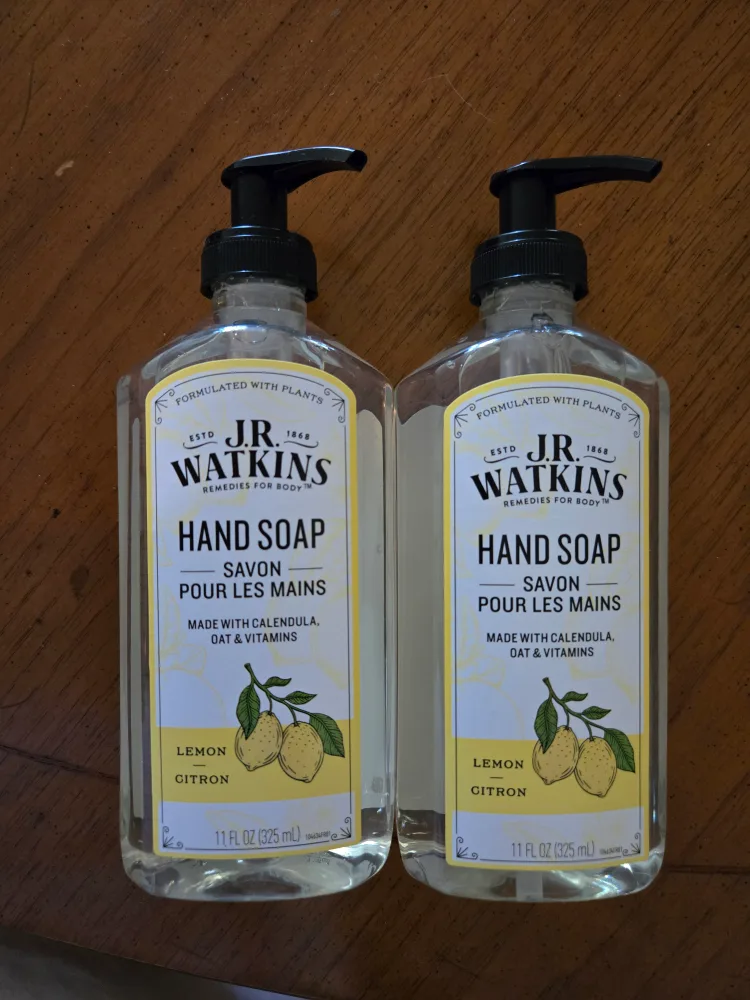 FORMULATED WITH PLANTS
ESTD J.R. 1868
WATKINS
REMEDIES FOR BODY™
HAND SOAP
SAVON
POUR LES MAINS
MADE WITH CALENDULA,
OAT & VITAMINS
LEMON
CITRON
11 FL OZ (325 mL)
FORMULATED WITH PLANTS
ESTD J.R. 1868
WATKINS
REMEDIES FOR BODY™
HAND SOAP
SAVON
POUR LES MAINS
MADE WITH CALENDULA,
OAT & VITAMINS
LEMON
CITRON
11 FL OZ (325 mL)